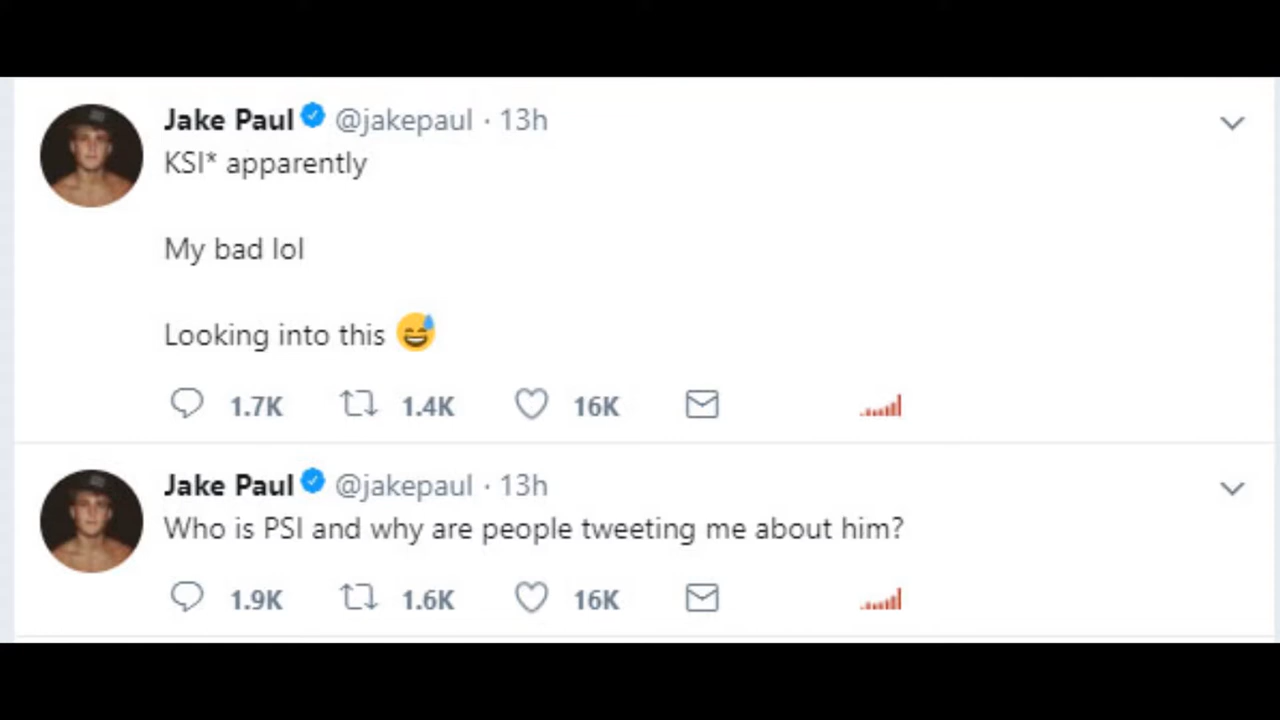 Jake Paul @jakepaul · 13h
KSI* apparently
My bad lol
Looking into this 😅
1.7K 1.4K 16K
Jake Paul @jakepaul · 13h
Who is PSI and why are people tweeting me about him?
1.9K 1.6K 16K